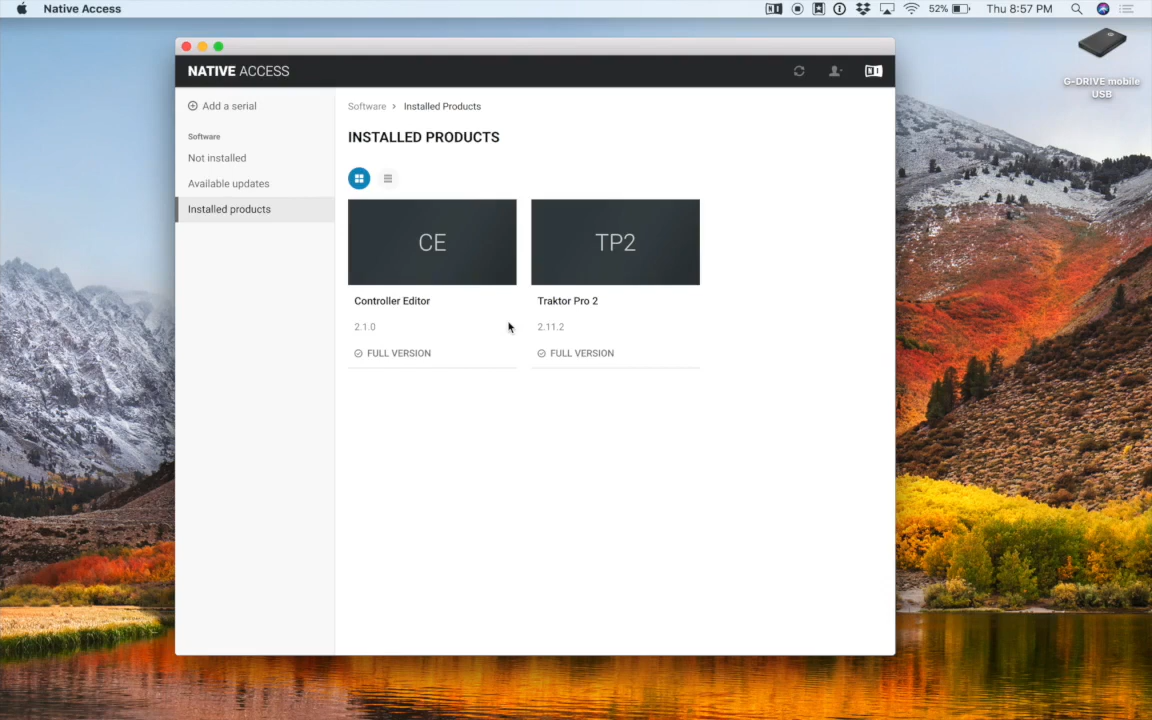 Native Access
52%
Thu 8:57 PM
G-DRIVE mobile
USB
NATIVE ACCESS
Add a serial
Software
Not installed
Available updates
Installed products
Software > Installed Products
INSTALLED PRODUCTS
CE
TP2
Controller Editor
Traktor Pro 2
2.1.0
2.11.2
FULL VERSION
FULL VERSION